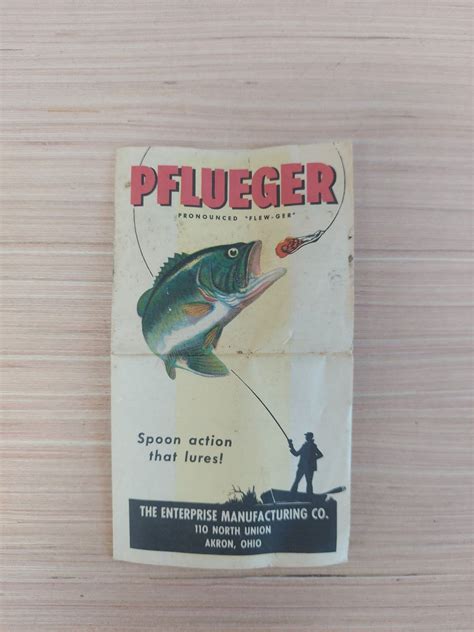 PFLUEGER
PRONOUNCED "FLEW-GER"
Spoon action
that lures!
THE ENTERPRISE MANUFACTURING CO.
110 NORTH UNION
AKRON, OHIO